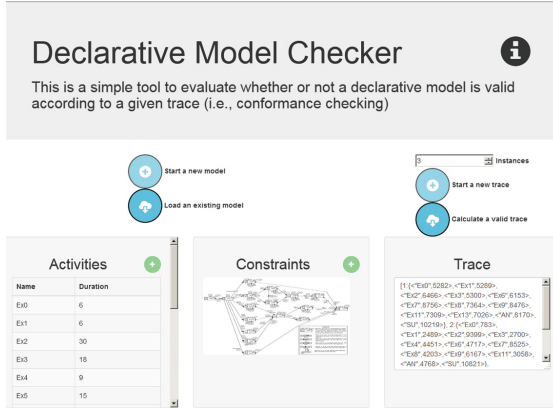 Declarative Model Checker
This is a simple tool to evaluate whether or not a declarative model is valid
according to a given trace (i.e., conformance checking)
Start a new model
Load an existing model
3 Instances
Start a new trace
Calculate a valid trace
Activities
Name Duration
Ex0 6
Ex1 6
Ex2 30
Ex3 18
Ex4 9
Ex5 15
Constraints
Trace
[1:{<"Ex0",5282>,<"Ex1",5289>,
<"Ex2",6466>,<"Ex3",5300>,<"Ex6",6153>,
<"Ex7",8756>,<"Ex8",7364>,<"Ex9",8476>,
<"Ex11",7309>,<"Ex13",7026>,<"AN",8170>,
<"SU",10219>}, 2:{<"Ex0",783>,
<"Ex1",2489>,<"Ex2",9399>,<"Ex3",2700>,
<"Ex4",4451>,<"Ex6",4717>,<"Ex7",8525>,
<"Ex8",4203>,<"Ex9",6167>,<"Ex11",3058>,
<"AN",4768>,<"SU",10821>},